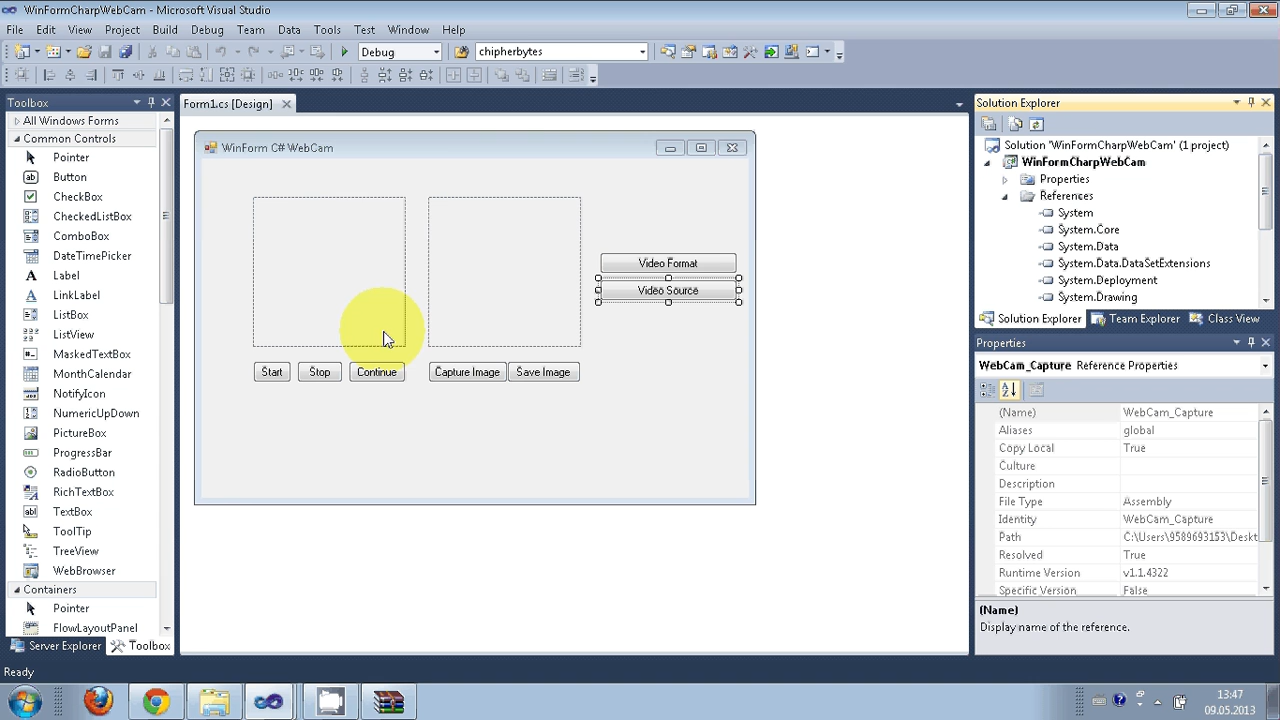 WinFormCharpWebCam - Microsoft Visual Studio
File Edit View Project Build Debug Team Data Tools Test Window Help
Debug chipherbytes
Toolbox
All Windows Forms
Common Controls
Pointer
Button
CheckBox
CheckedListBox
ComboBox
DateTimePicker
Label
LinkLabel
ListBox
ListView
MaskedTextBox
MonthCalendar
NotifyIcon
NumericUpDown
PictureBox
ProgressBar
RadioButton
RichTextBox
TextBox
ToolTip
TreeView
WebBrowser
Containers
Pointer
FlowLayoutPanel
Server Explorer Toolbox
Form1.cs [Design]
WinForm C# WebCam
Video Format
Video Source
Start Stop Continue Capture Image Save Image
Solution Explorer
Solution 'WinFormCharpWebCam' (1 project)
WinFormCharpWebCam
Properties
References
System
System.Core
System.Data
System.Data.DataSetExtensions
System.Deployment
System.Drawing
Solution Explorer Team Explorer Class View
Properties
WebCam_Capture Reference Properties
(Name) WebCam_Capture
Aliases global
Copy Local True
Culture
Description
File Type Assembly
Identity WebCam_Capture
Path C:\Users\9589693153\Deskt
Resolved True
Runtime Version v1.1.4322
Specific Version False
(Name)
Display name of the reference.
Ready
13:47
09.05.2013